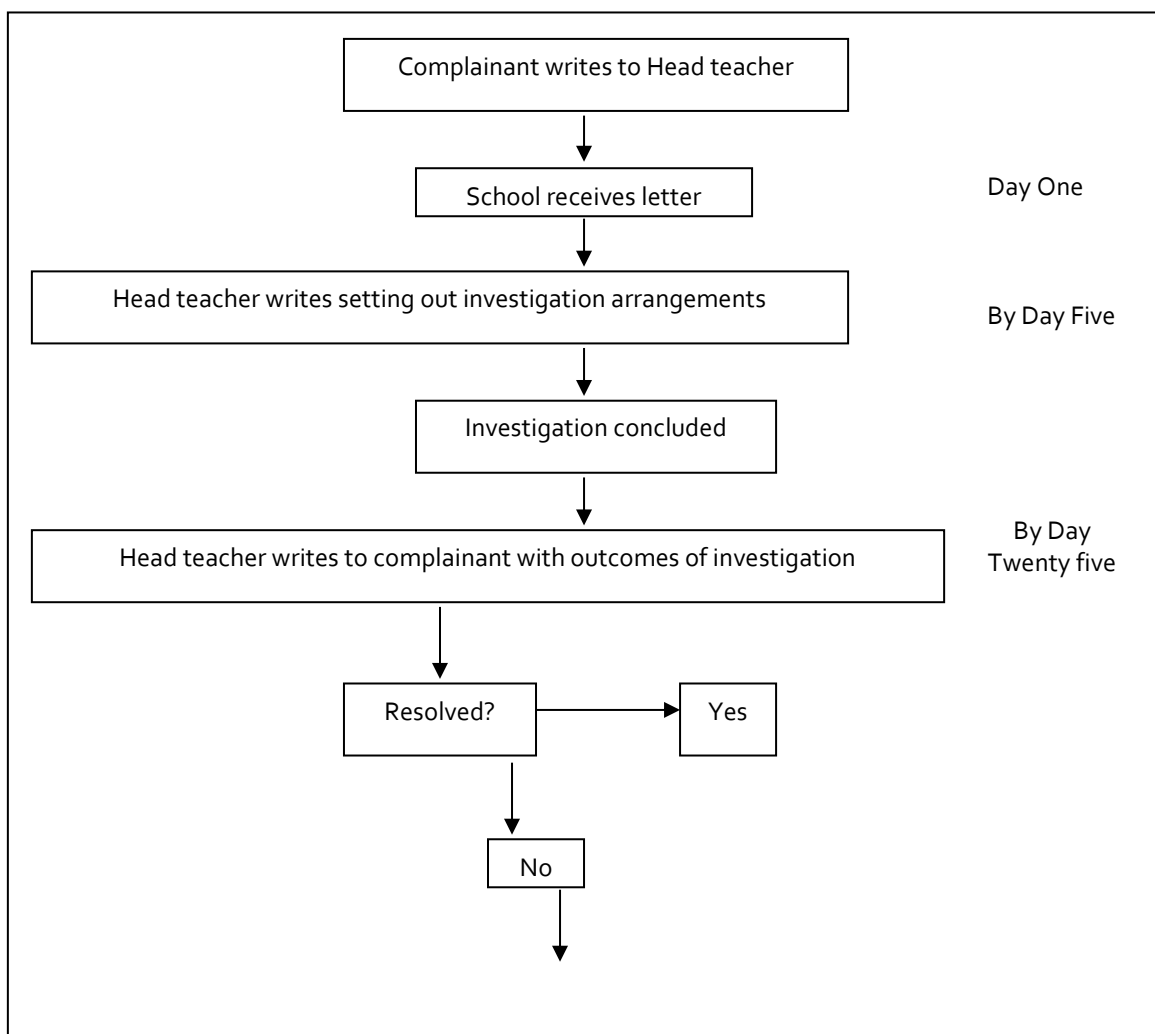 Complainant writes to Head teacher
School receives letter
Day One
Head teacher writes setting out investigation arrangements
By Day Five
Investigation concluded
Head teacher writes to complainant with outcomes of investigation
By Day
Twenty five
Resolved?
Yes
No